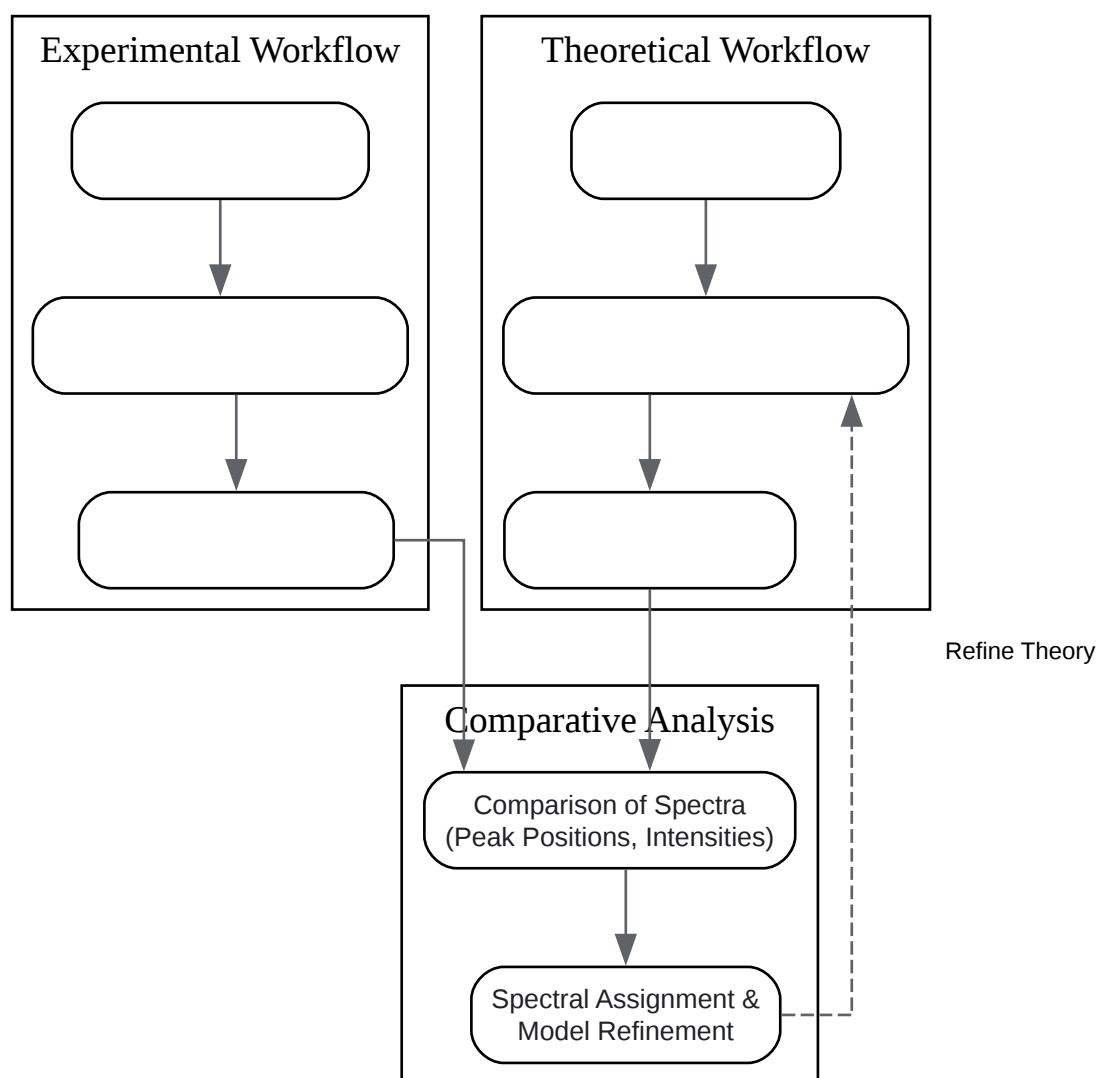 Experimental Workflow
Theoretical Workflow
Refine Theory
Comparative Analysis
Comparison of Spectra
(Peak Positions, Intensities)
Spectral Assignment &
Model Refinement